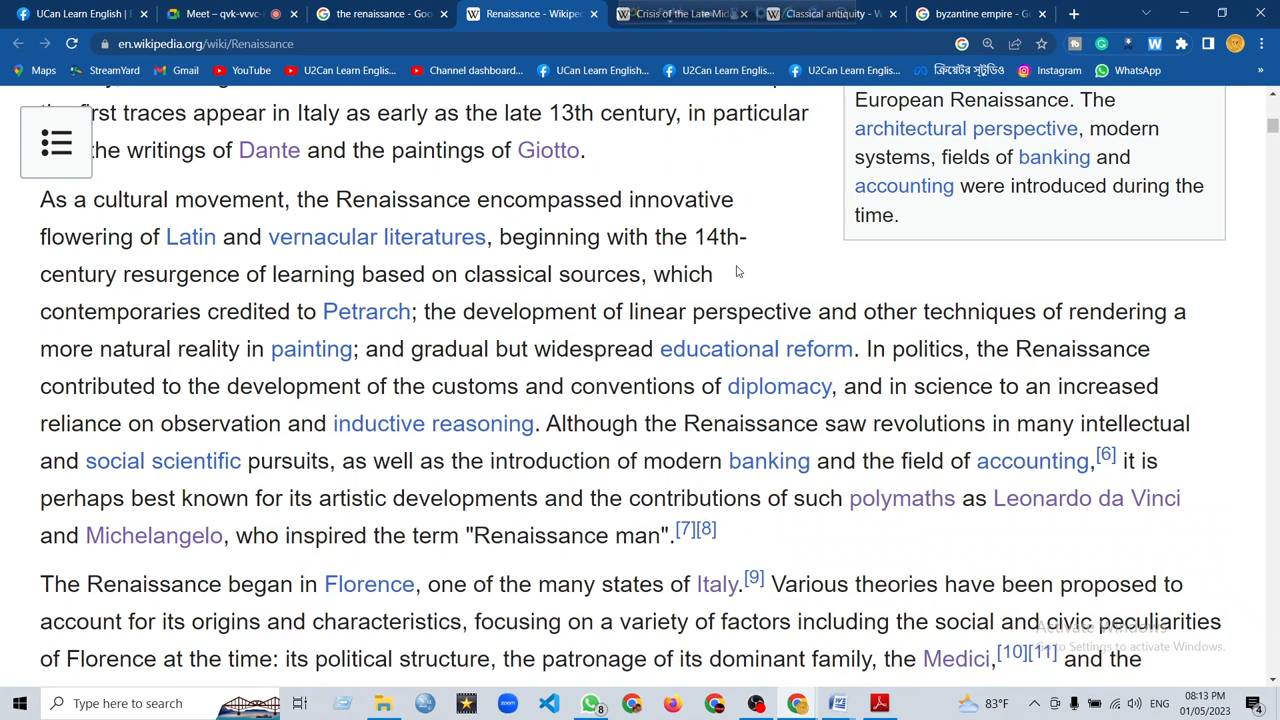 UCan Learn English | F
Meet – qvk-vvvc-i
the renaissance - Goo
Renaissance - Wikipe
Crisis of the Late Mid
Classical antiquity - W
byzantine empire - Go
en.wikipedia.org/wiki/Renaissance
Maps StreamYard Gmail YouTube U2Can Learn Englis... Channel dashboard... UCan Learn English... U2Can Learn Englis... U2Can Learn Englis... ক্রিয়েটর স্টুডিও Instagram WhatsApp »
first traces appear in Italy as early as the late 13th century, in particular
the writings of Dante and the paintings of Giotto.
European Renaissance. The
architectural perspective, modern
systems, fields of banking and
accounting were introduced during the
time.
As a cultural movement, the Renaissance encompassed innovative
flowering of Latin and vernacular literatures, beginning with the 14th-
century resurgence of learning based on classical sources, which
contemporaries credited to Petrarch; the development of linear perspective and other techniques of rendering a
more natural reality in painting; and gradual but widespread educational reform. In politics, the Renaissance
contributed to the development of the customs and conventions of diplomacy, and in science to an increased
reliance on observation and inductive reasoning. Although the Renaissance saw revolutions in many intellectual
and social scientific pursuits, as well as the introduction of modern banking and the field of accounting,[6] it is
perhaps best known for its artistic developments and the contributions of such polymaths as Leonardo da Vinci
and Michelangelo, who inspired the term "Renaissance man".[7][8]
The Renaissance began in Florence, one of the many states of Italy.[9] Various theories have been proposed to
account for its origins and characteristics, focusing on a variety of factors including the social and civic peculiarities
of Florence at the time: its political structure, the patronage of its dominant family, the Medici,[10][11] and the
Activate Windows
Go to Settings to activate Windows.
Type here to search
8
83°F
ENG
08:13 PM
01/05/2023
4